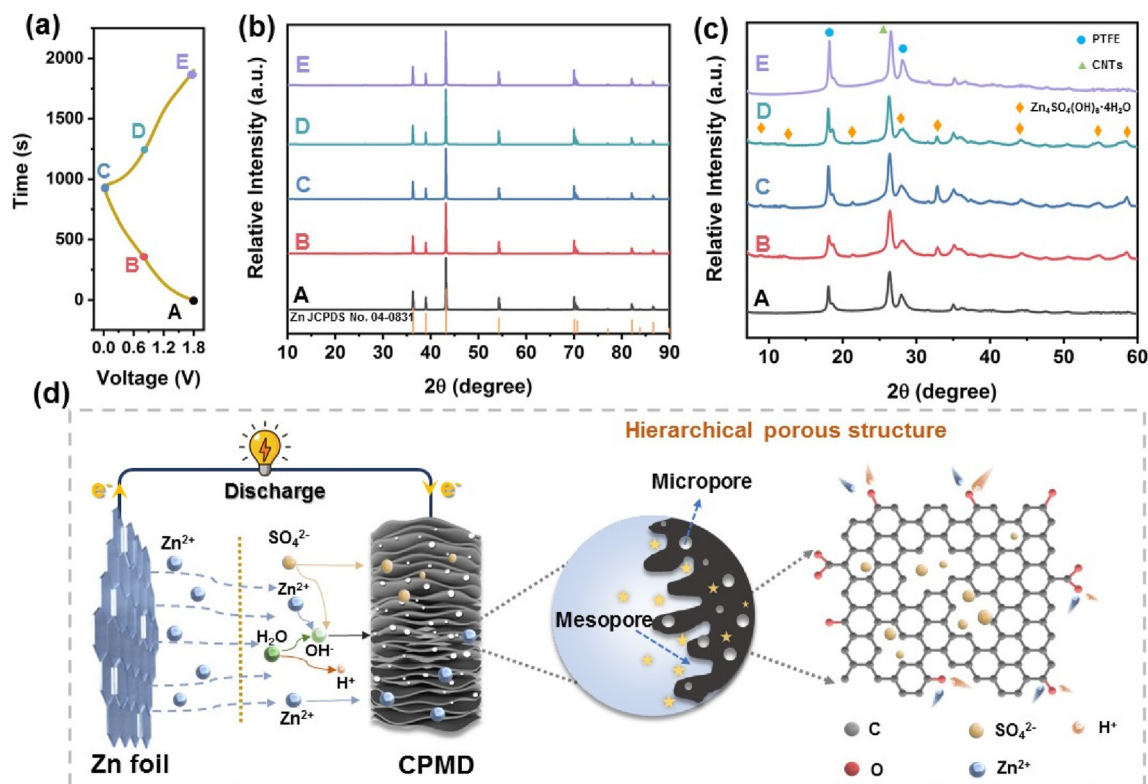 (a)
2000
1500
1000
500
0
Time (s)
E
D
C
B
A
0.0 0.6 1.2 1.8
Voltage (V)
(b)
Relative Intensity (a.u.)
E
D
C
B
A
Zn JCPDS No. 04-0831
10 20 30 40 50 60 70 80 90
2θ (degree)
(c)
Relative Intensity (a.u.)
PTFE
CNTs
E
Zn₄SO₄(OH)₆·4H₂O
D
C
B
A
10 20 30 40 50 60
2θ (degree)
(d)
Discharge
e⁻
e⁻
Zn²⁺
SO₄²⁻
Zn²⁺
H₂O
OH⁻
H⁺
Zn²⁺
Zn foil
CPMD
Hierarchical porous structure
Micropore
Mesopore
C
SO₄²⁻
H⁺
O
Zn²⁺